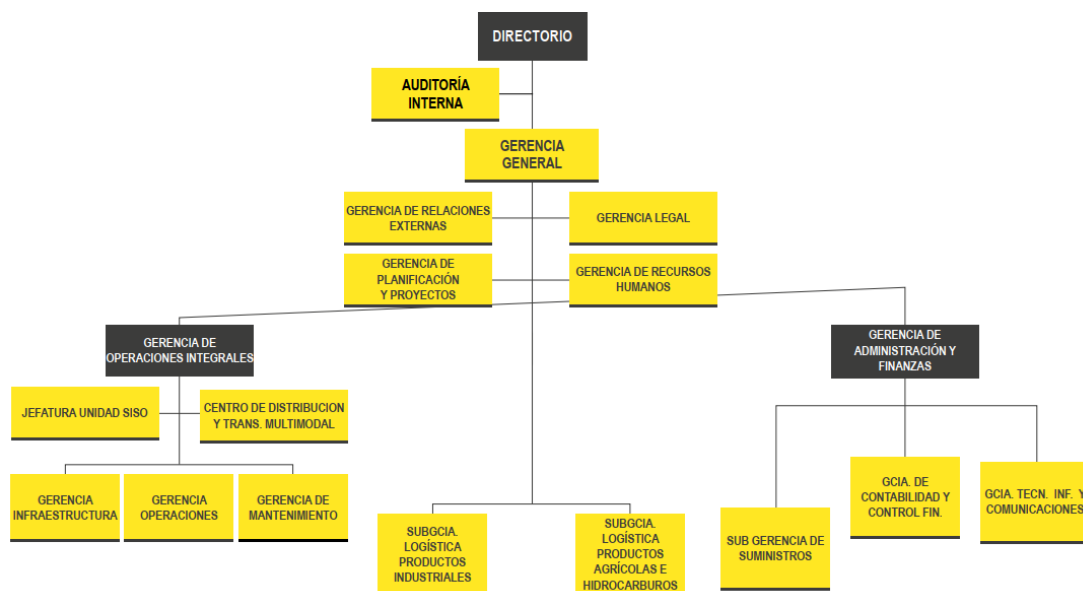 DIRECTORIO
AUDITORÍA
INTERNA
GERENCIA
GENERAL
GERENCIA DE RELACIONES
EXTERNAS
GERENCIA LEGAL
GERENCIA DE
PLANIFICACIÓN
Y PROYECTOS
GERENCIA DE RECURSOS
HUMANOS
GERENCIA DE
OPERACIONES INTEGRALES
GERENCIA DE
ADMINISTRACIÓN Y
FINANZAS
JEFATURA UNIDAD SISO
CENTRO DE DISTRIBUCION
Y TRANS. MULTIMODAL
GERENCIA
INFRAESTRUCTURA
GERENCIA
OPERACIONES
GERENCIA DE
MANTENIMIENTO
SUBGCIA.
LOGÍSTICA
PRODUCTOS
INDUSTRIALES
SUBGCIA.
LOGÍSTICA
PRODUCTOS
AGRÍCOLAS E
HIDROCARBUROS
SUB GERENCIA DE
SUMINISTROS
GCIA. DE
CONTABILIDAD Y
CONTROL FIN.
GCIA. TECN. INF. Y
COMUNICACIONES